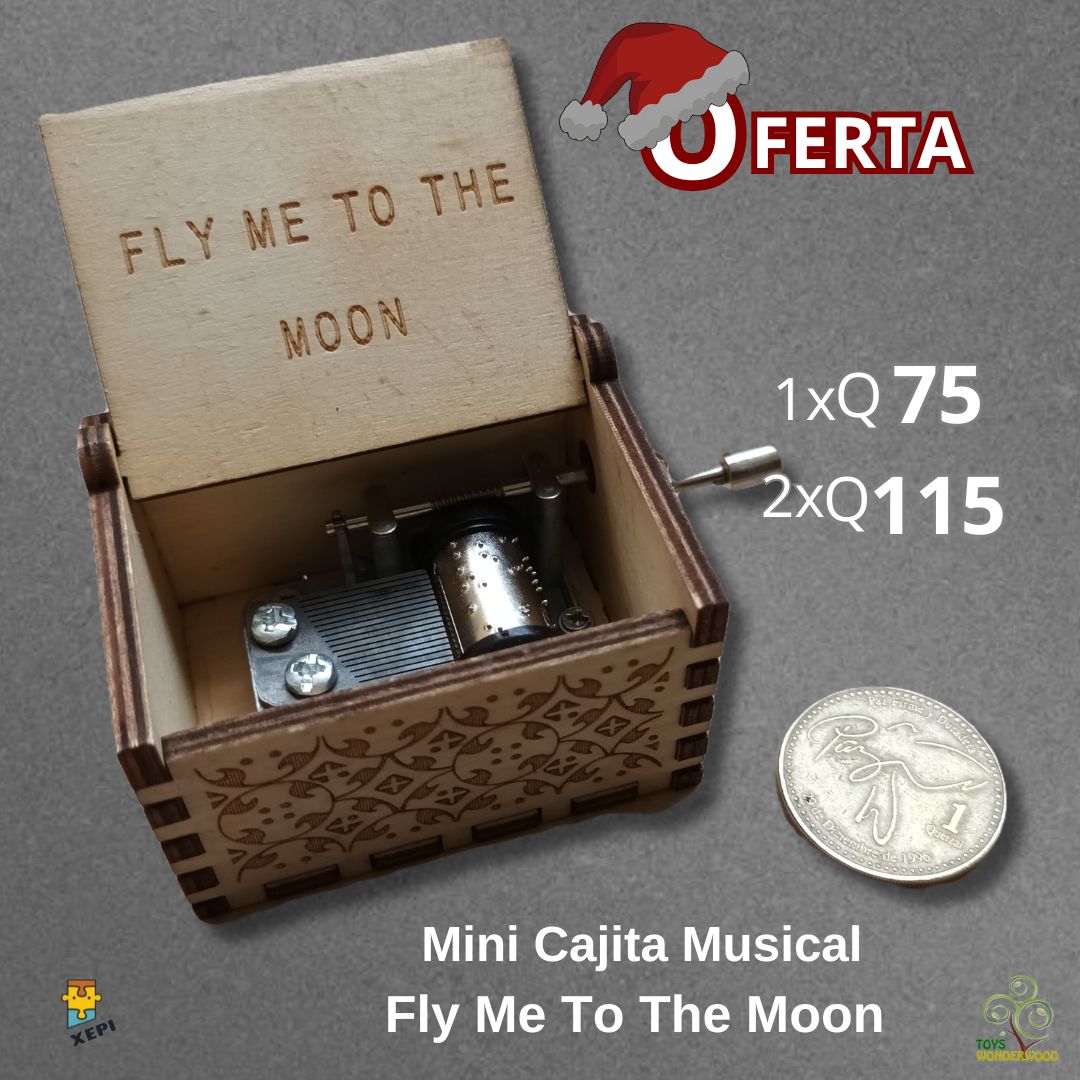 OFERTA
FLY ME TO THE
MOON
1xQ 75
2xQ115
Paz Firme y Duradera
Paz
1
Quetzal
29 de Diciembre de 1996
Mini Cajita Musical
Fly Me To The Moon
XEPI
TOYS
WONDERWOOD